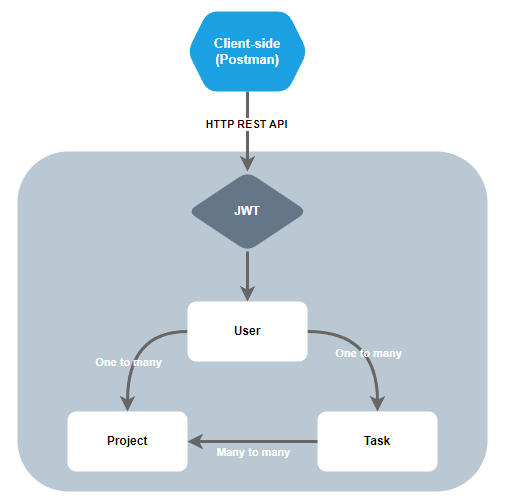 Client-side
(Postman)
HTTP REST API
JWT
User
One to many
One to many
Project
Many to many
Task